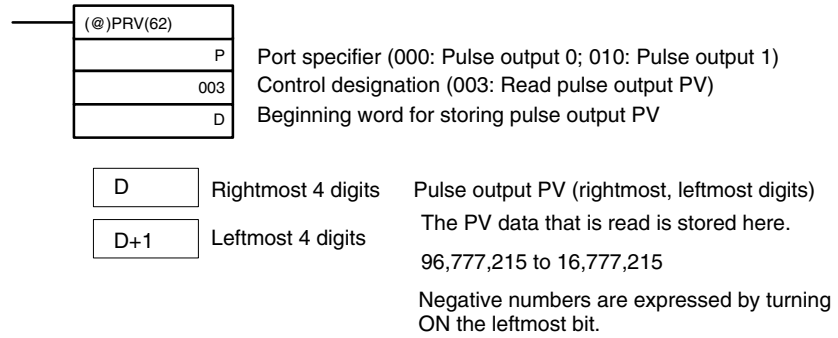 (@)PRV(62)
P Port specifier (000: Pulse output 0; 010: Pulse output 1)
003 Control designation (003: Read pulse output PV)
D Beginning word for storing pulse output PV
D Rightmost 4 digits Pulse output PV (rightmost, leftmost digits)
The PV data that is read is stored here.
D+1 Leftmost 4 digits
96,777,215 to 16,777,215
Negative numbers are expressed by turning
ON the leftmost bit.